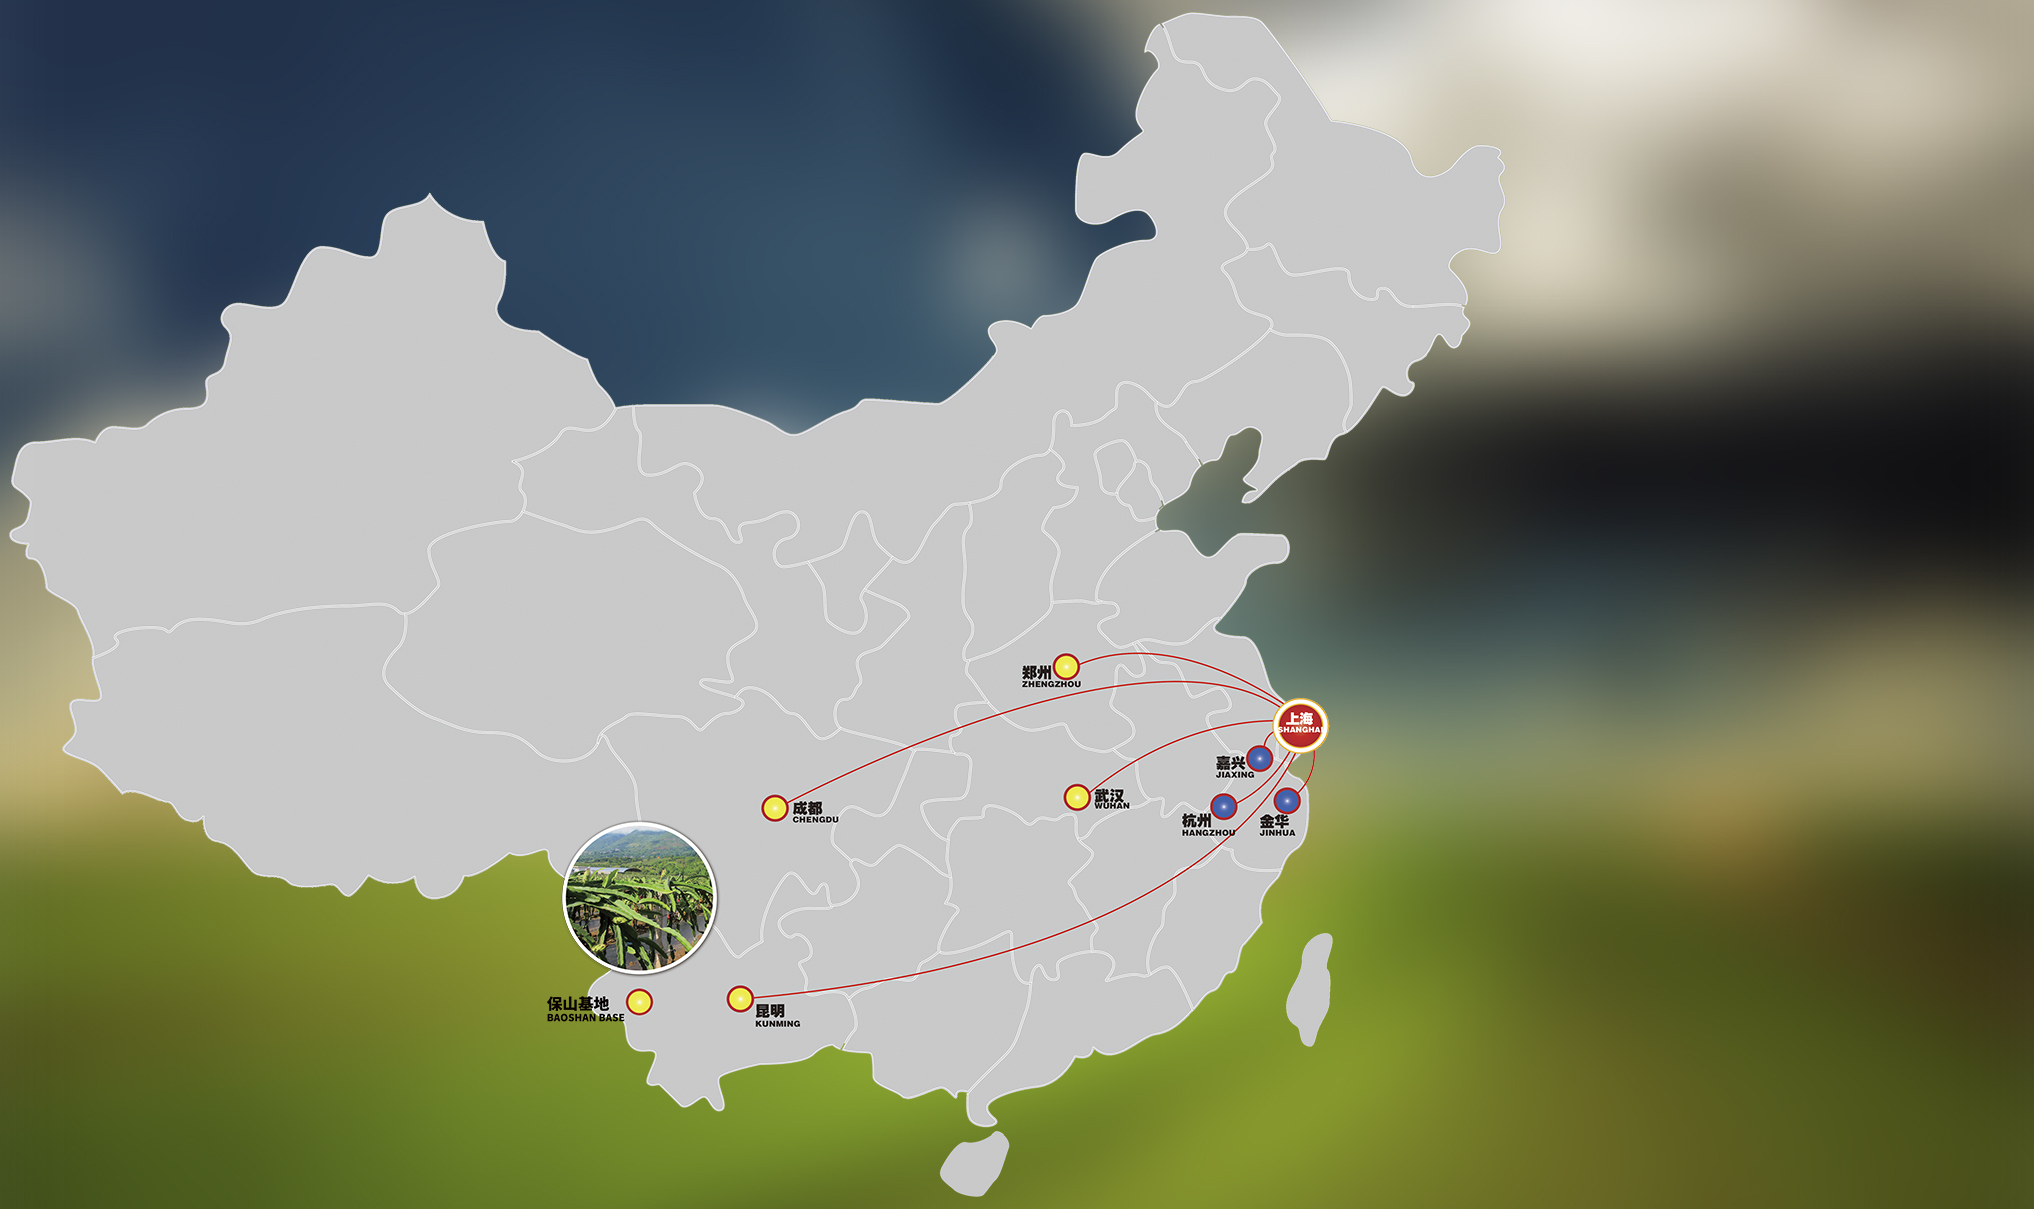 郑州
ZHENGZHOU
上海
SHANGHAI
嘉兴
JIAXING
成都
CHENGDU
武汉
WUHAN
杭州
HANGZHOU
金华
JINHUA
保山基地
BAOSHAN BASE
昆明
KUNMING